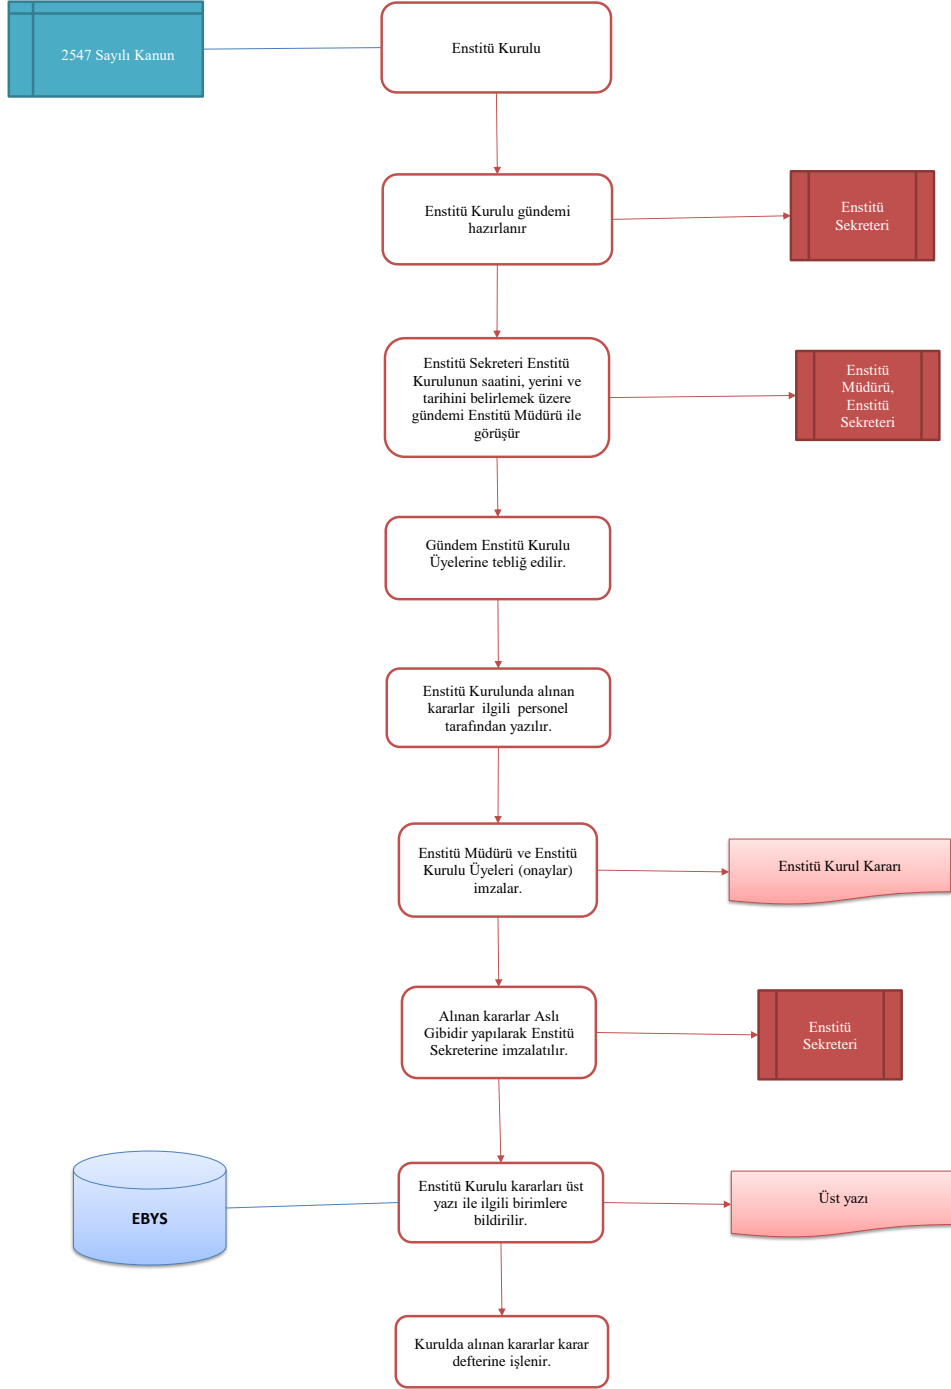 2547 Sayılı Kanun
Enstitü Kurulu
Enstitü Kurulu gündemi
hazırlanır
Enstitü
Sekreteri
Enstitü Sekreteri Enstitü
Kurulunun saatini, yerini ve
tarihini belirlemek üzere
gündemi Enstitü Müdürü ile
görüşür
Enstitü
Müdürü,
Enstitü
Sekreteri
Gündem Enstitü Kurulu
Üyelerine tebliğ edilir.
Enstitü Kurulunda alınan
kararlar ilgili personel
tarafından yazılır.
Enstitü Müdürü ve Enstitü
Kurulu Üyeleri (onaylar)
imzalar.
Enstitü Kurul Kararı
Alınan kararlar Aslı
Gibidir yapılarak Enstitü
Sekreterine imzalatılır.
Enstitü
Sekreteri
EBYS
Enstitü Kurulu kararları üst
yazı ile ilgili birimlere
bildirilir.
Üst yazı
Kurulda alınan kararlar karar
defterine işlenir.